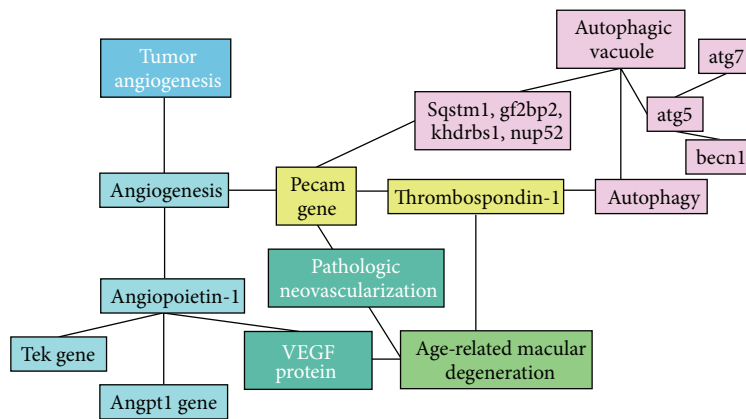 Tumor
angiogenesis
Autophagic
vacuole
atg7
Sqstm1, gf2bp2,
khdrbs1, nup52
atg5
becn1
Angiogenesis
Pecam
gene
Thrombospondin-1
Autophagy
Pathologic
neovascularization
Angiopoietin-1
Tek gene
VEGF
protein
Age-related macular
degeneration
Angpt1 gene